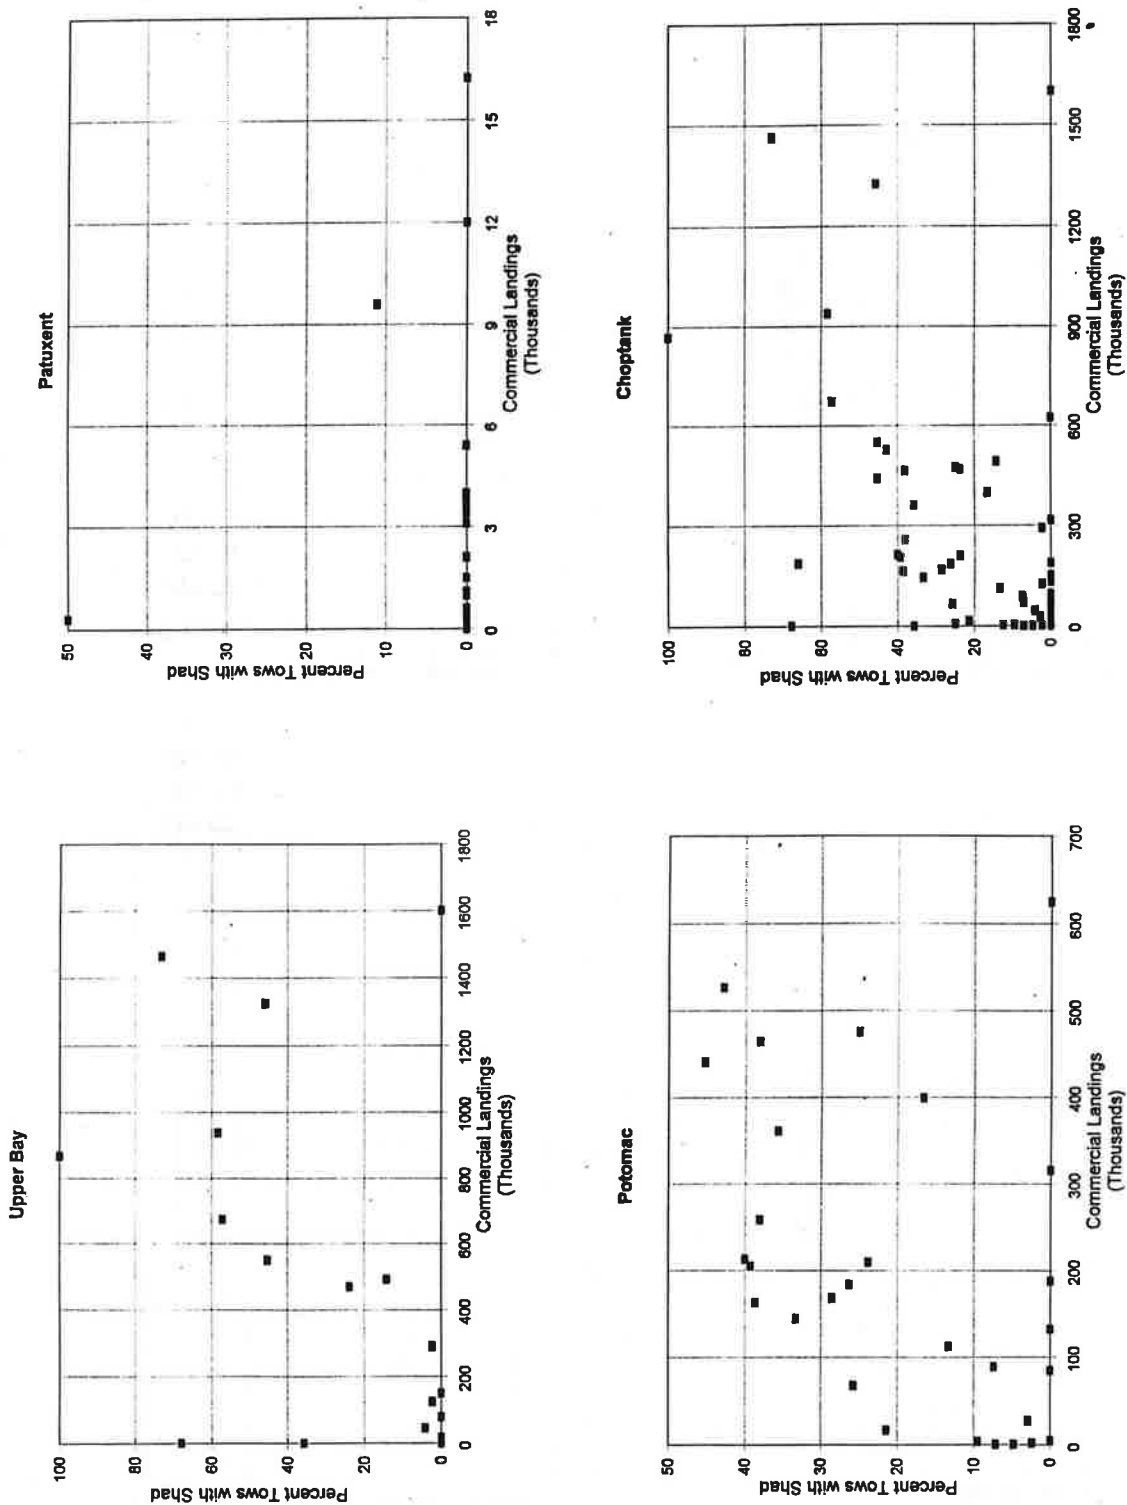 Upper Bay
Percent Tows with Shad
100
80
60
40
20
0
0 200 400 600 800 1000 1200 1400 1600 1800
Commercial Landings
(Thousands)
Patuxent
Percent Tows with Shad
50
40
30
20
10
0
0 3 6 9 12 15 18
Commercial Landings
(Thousands)
Potomac
Percent Tows with Shad
50
40
30
20
10
0
0 100 200 300 400 500 600 700
Commercial Landings
(Thousands)
Choptank
Percent Tows with Shad
100
80
60
40
20
0
0 300 600 900 1200 1500 1800
Commercial Landings
(Thousands)